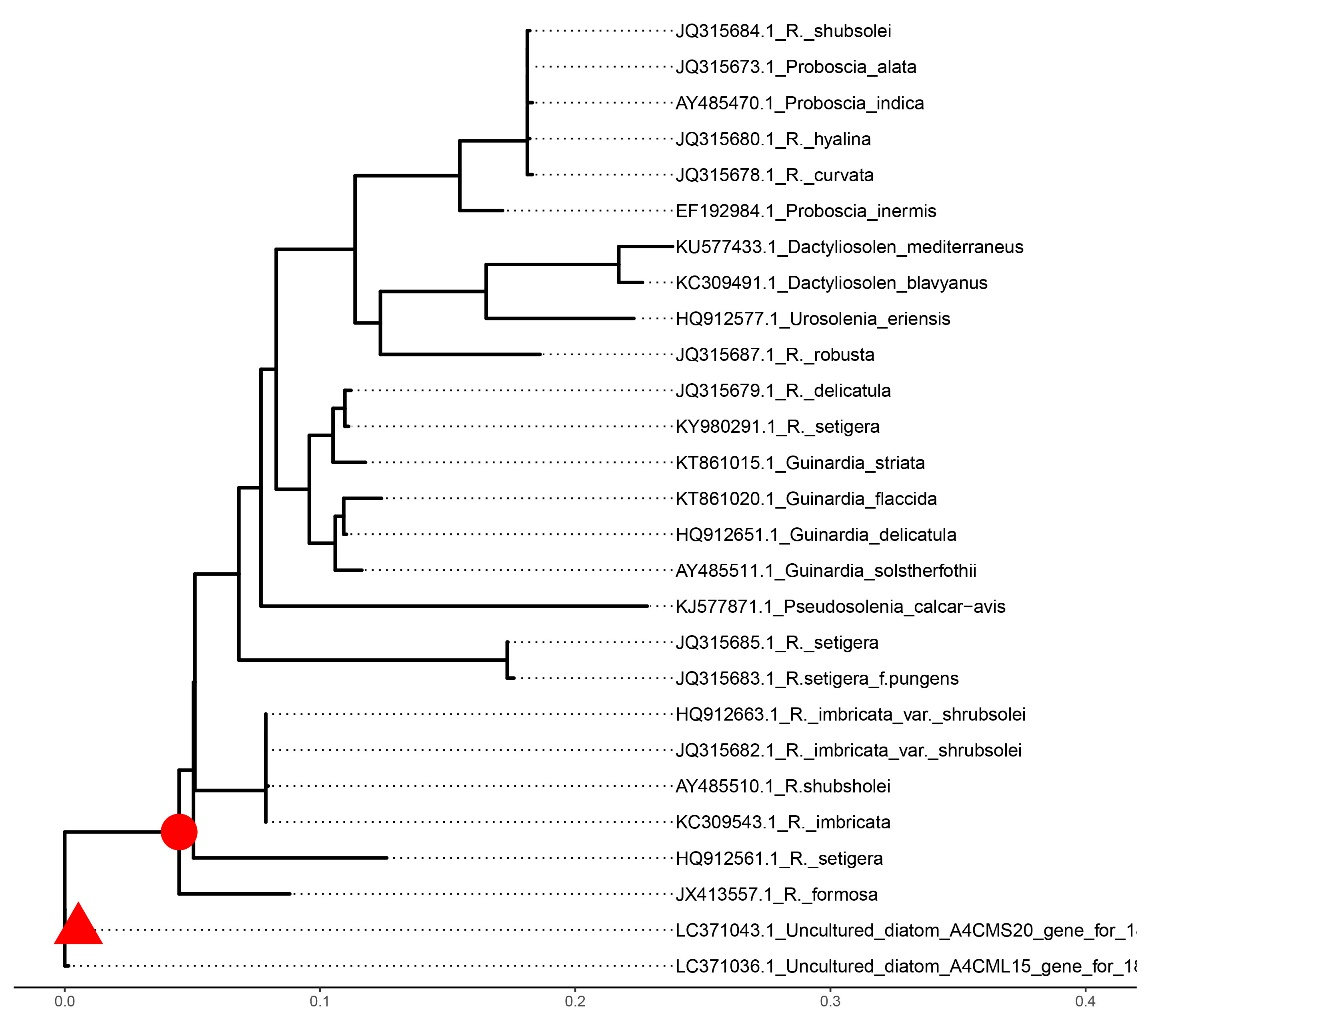 JQ315684.1_R._shubsolei
JQ315673.1_Proboscia_alata
AY485470.1_Proboscia_indica
JQ315680.1_R._hyalina
JQ315678.1_R._curvata
EF192984.1_Proboscia_inermis
KU577433.1_Dactyliosolen_mediterraneus
KC309491.1_Dactyliosolen_blavyanus
HQ912577.1_Urosolenia_eriensis
JQ315687.1_R._robusta
JQ315679.1_R._delicatula
KY980291.1_R._setigera
KT861015.1_Guinardia_striata
KT861020.1_Guinardia_flaccida
HQ912651.1_Guinardia_delicatula
AY485511.1_Guinardia_solstherfothii
KJ577871.1_Pseudosolenia_calcar−avis
JQ315685.1_R._setigera
JQ315683.1_R.setigera_f.pungens
HQ912663.1_R._imbricata_var._shrubsolei
JQ315682.1_R._imbricata_var._shrubsolei
AY485510.1_R.shubsholei
KC309543.1_R._imbricata
HQ912561.1_R._setigera
JX413557.1_R._formosa
LC371043.1_Uncultured_diatom_A4CMS20_gene_for_1
LC371036.1_Uncultured_diatom_A4CML15_gene_for_18
0.0 0.1 0.2 0.3 0.4